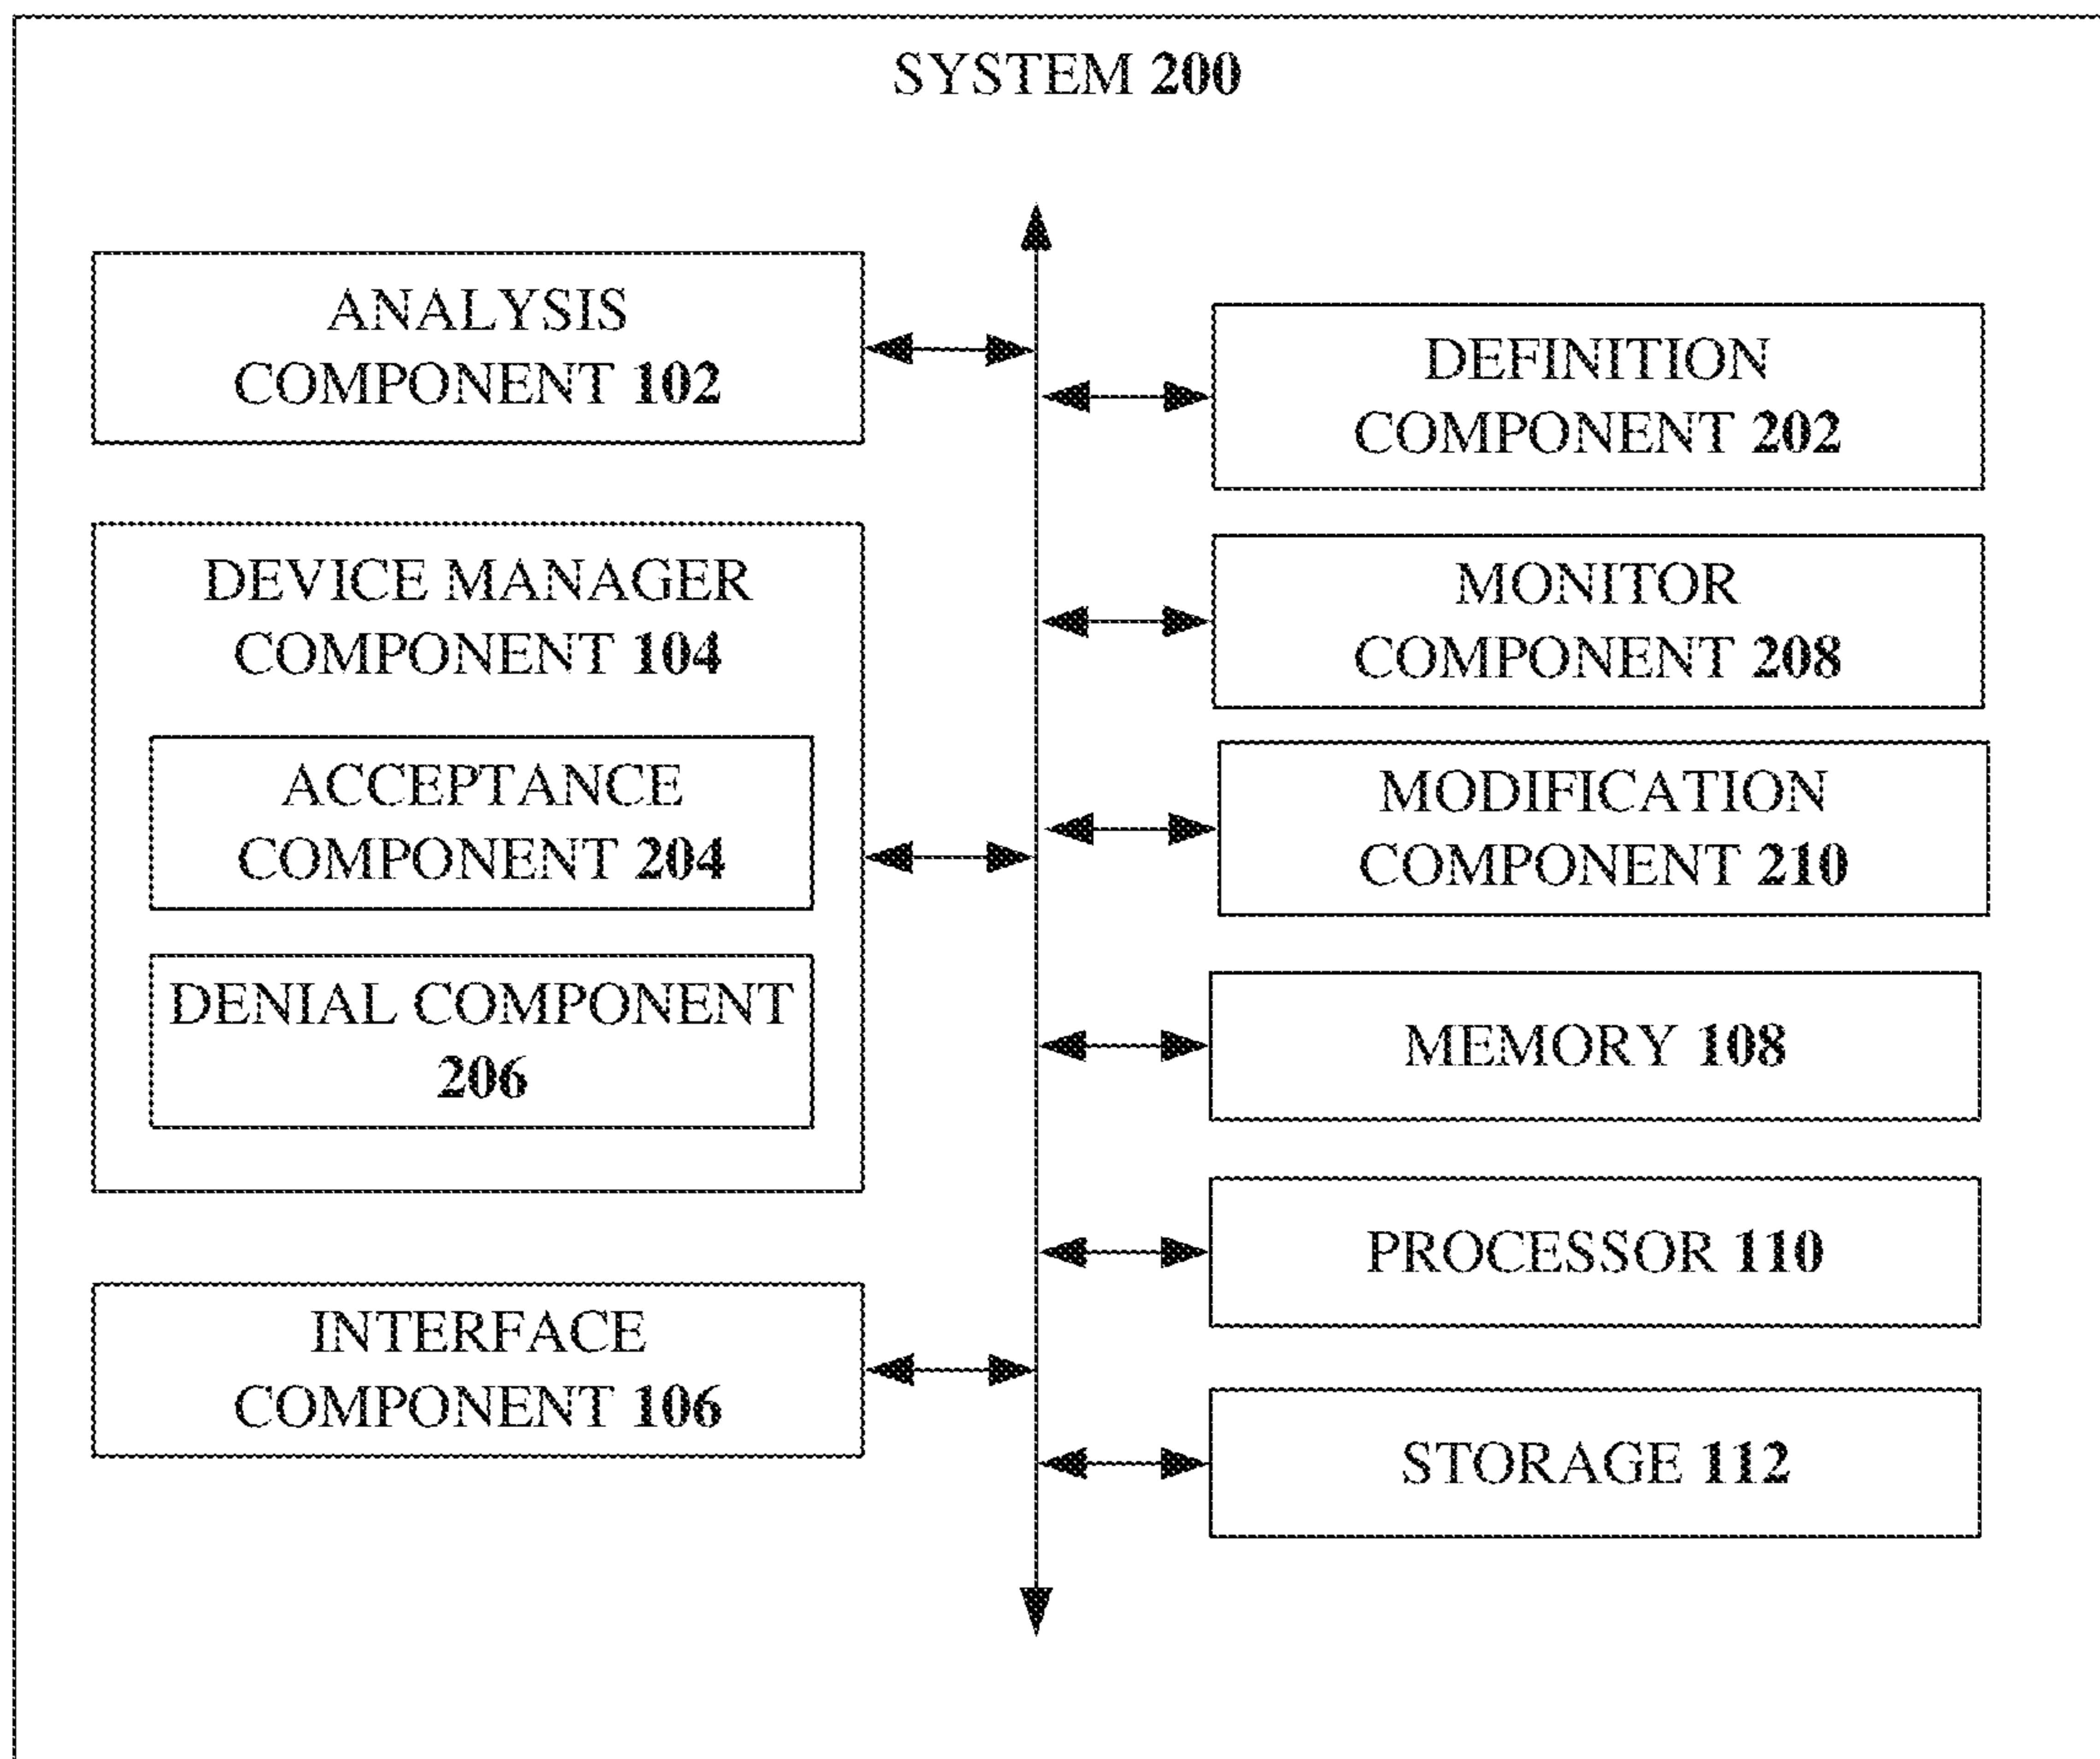 SYSTEM 200
ANALYSIS
COMPONENT 102
DEVICE MANAGER
COMPONENT 104
ACCEPTANCE
COMPONENT 204
DENIAL COMPONENT
206
INTERFACE
COMPONENT 106
DEFINITION
COMPONENT 202
MONITOR
COMPONENT 208
MODIFICATION
COMPONENT 210
MEMORY 108
PROCESSOR 110
STORAGE 112